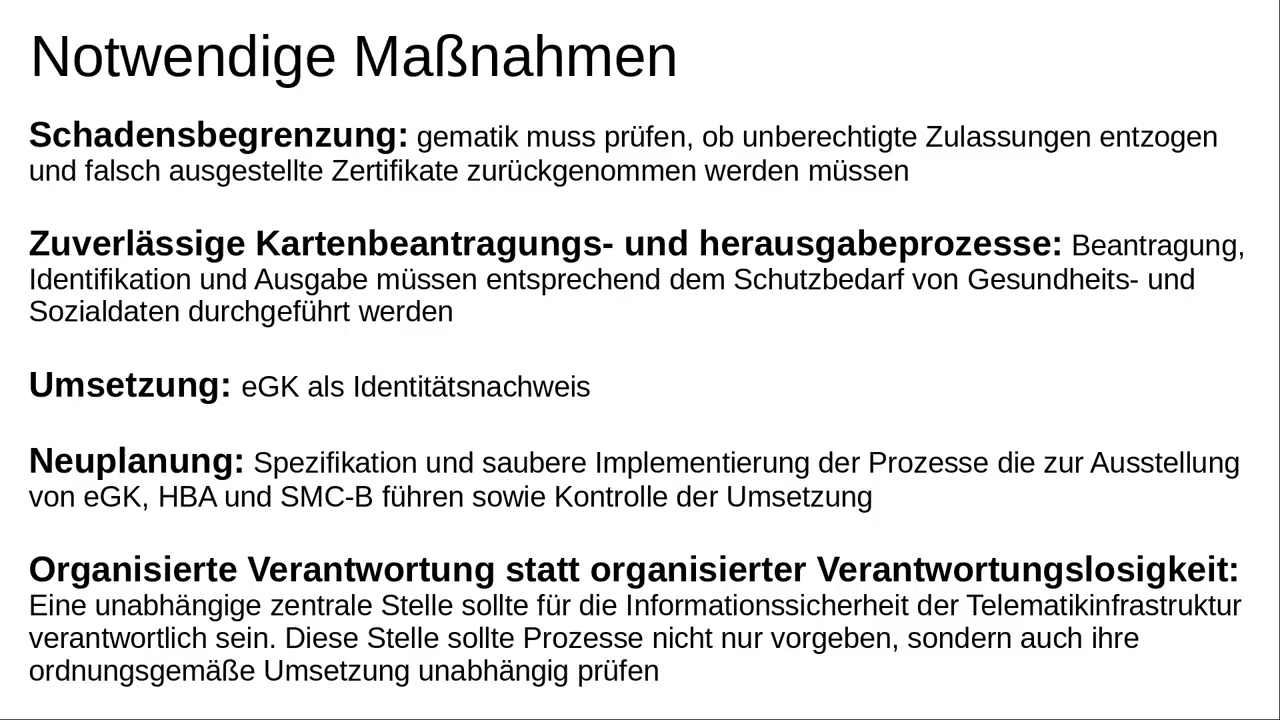 Notwendige Maßnahmen
Schadensbegrenzung: gematik muss prüfen, ob unberechtigte Zulassungen entzogen
und falsch ausgestellte Zertifikate zurückgenommen werden müssen
Zuverlässige Kartenbeantragungs- und herausgabeprozesse: Beantragung,
Identifikation und Ausgabe müssen entsprechend dem Schutzbedarf von Gesundheits- und
Sozialdaten durchgeführt werden
Umsetzung: eGK als Identitätsnachweis
Neuplanung: Spezifikation und saubere Implementierung der Prozesse die zur Ausstellung
von eGK, HBA und SMC-B führen sowie Kontrolle der Umsetzung
Organisierte Verantwortung statt organisierter Verantwortungslosigkeit:
Eine unabhängige zentrale Stelle sollte für die Informationssicherheit der Telematikinfrastruktur
verantwortlich sein. Diese Stelle sollte Prozesse nicht nur vorgeben, sondern auch ihre
ordnungsgemäße Umsetzung unabhängig prüfen